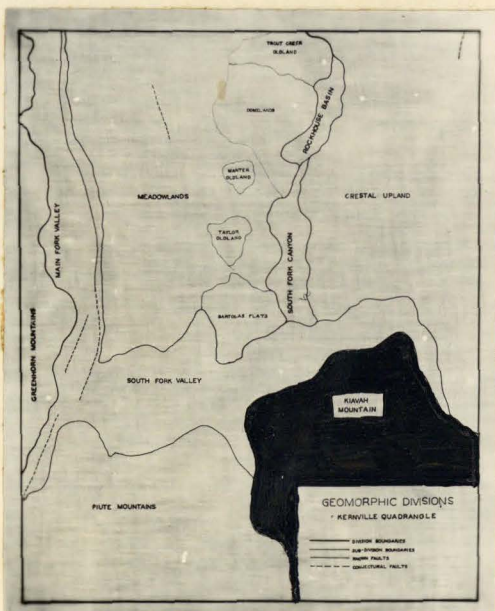 TROUT CREEK
OLDLAND
DOMELANDS
ROCKHOUSE BASIN
MANTER
OLDLAND
MEADOWLANDS
CRESTAL UPLAND
MAIN FORK VALLEY
TAYLOR
OLDLAND
SOUTH FORK CANYON
BARTOLAS FLATS
GREENHORN MOUNTAINS
SOUTH FORK VALLEY
KIAVAH
MOUNTAIN
PIUTE MOUNTAINS
GEOMORPHIC DIVISIONS
KERNVILLE QUADRANGLE
DIVISION BOUNDARIES
SUB-DIVISION BOUNDARIES
KNOWN FAULTS
CONJECTURAL FAULTS